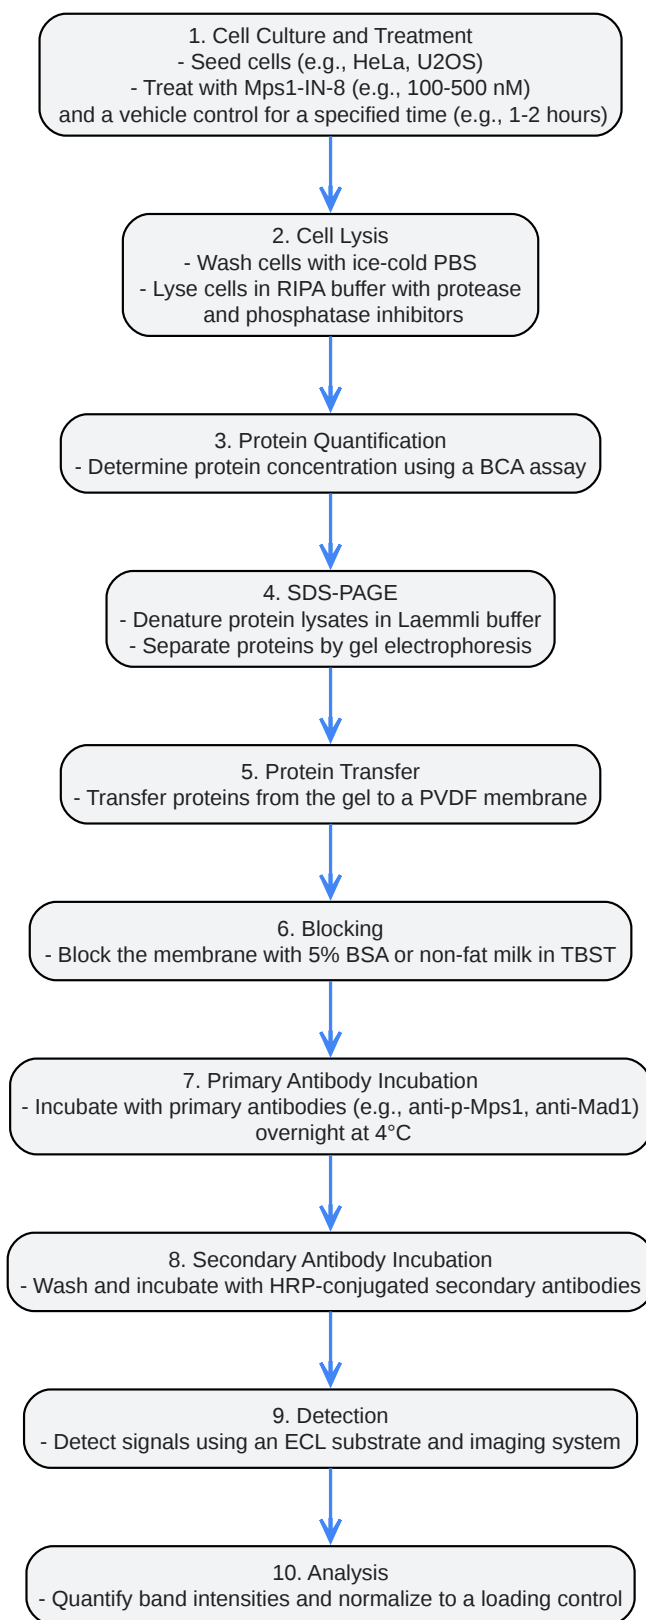 1. Cell Culture and Treatment
- Seed cells (e.g., HeLa, U2OS)
- Treat with Mps1-IN-8 (e.g., 100-500 nM)
and a vehicle control for a specified time (e.g., 1-2 hours)
2. Cell Lysis
- Wash cells with ice-cold PBS
- Lyse cells in RIPA buffer with protease
and phosphatase inhibitors
3. Protein Quantification
- Determine protein concentration using a BCA assay
4. SDS-PAGE
- Denature protein lysates in Laemmli buffer
- Separate proteins by gel electrophoresis
5. Protein Transfer
- Transfer proteins from the gel to a PVDF membrane
6. Blocking
- Block the membrane with 5% BSA or non-fat milk in TBST
7. Primary Antibody Incubation
- Incubate with primary antibodies (e.g., anti-p-Mps1, anti-Mad1)
overnight at 4°C
8. Secondary Antibody Incubation
- Wash and incubate with HRP-conjugated secondary antibodies
9. Detection
- Detect signals using an ECL substrate and imaging system
10. Analysis
- Quantify band intensities and normalize to a loading control